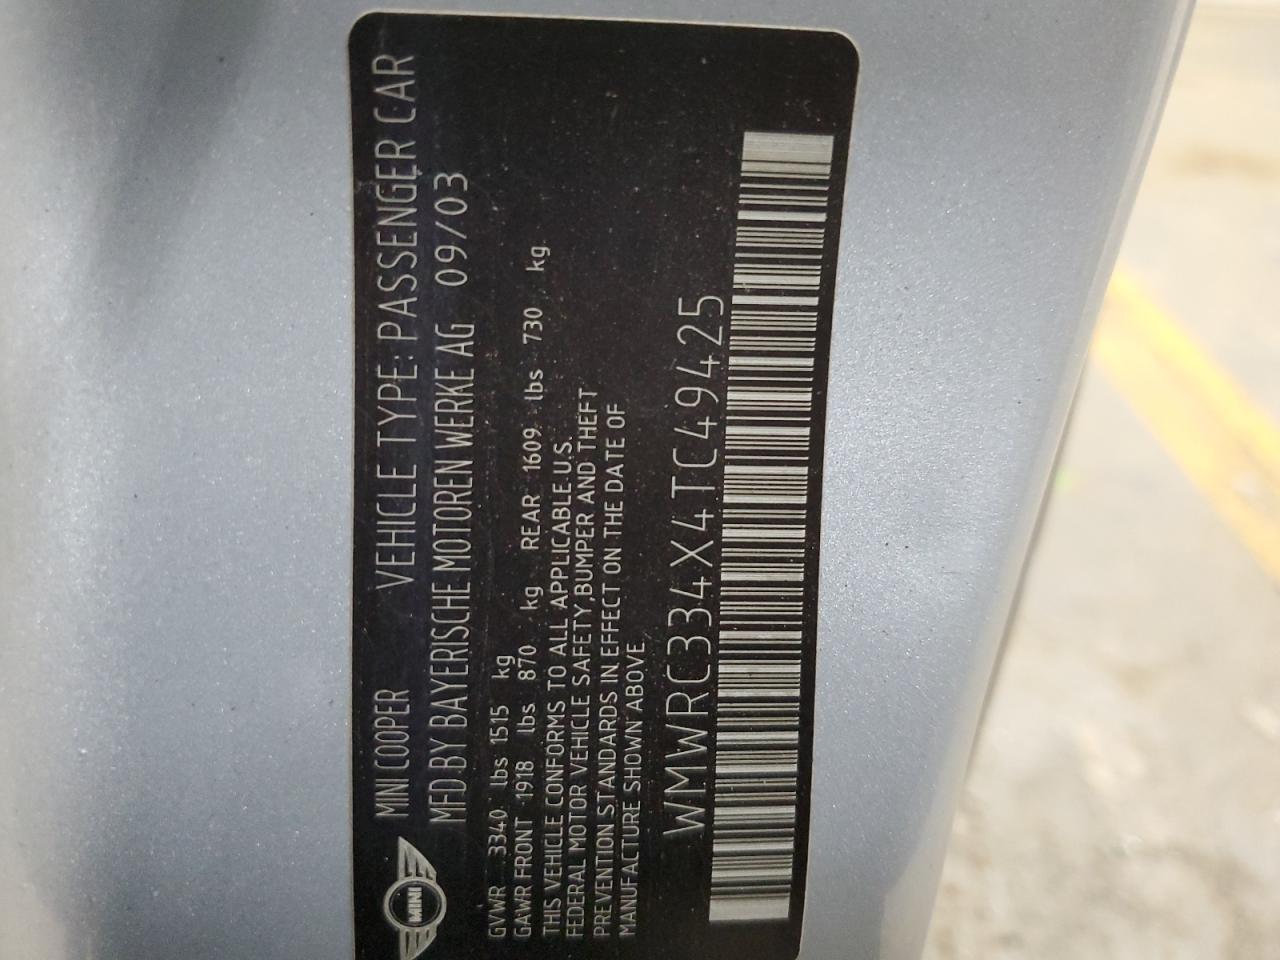 MINI
MINI COOPER VEHICLE TYPE: PASSENGER CAR
MFD BY BAYERISCHE MOTOREN WERKE AG 09/03
GVWR 3340 lbs 1515 kg
GAWR FRONT 1918 lbs 870 kg REAR 1609 lbs 730 kg
THIS VEHICLE CONFORMS TO ALL APPLICABLE U.S.
FEDERAL MOTOR VEHICLE SAFETY,BUMPER AND THEFT
PREVENTION STANDARDS IN EFFECT ON THE DATE OF
MANUFACTURE SHOWN ABOVE
WMWRC334X4TC49425